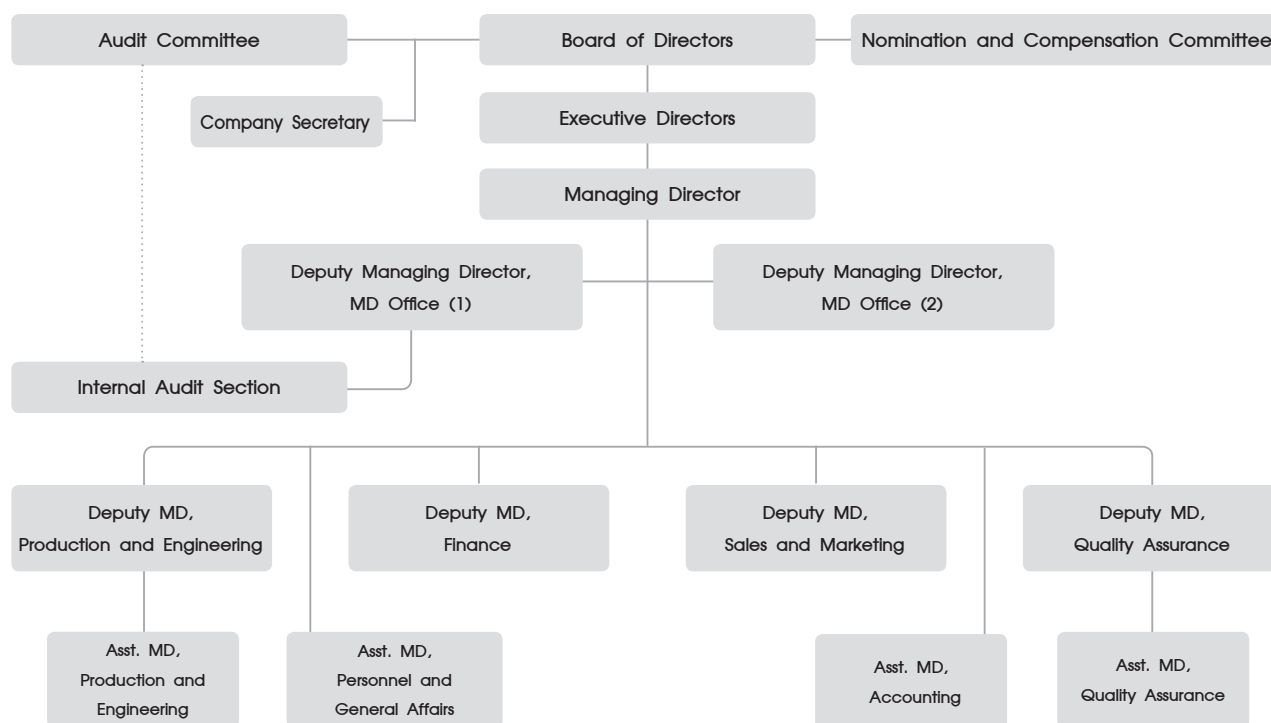 Audit Committee
Board of Directors
Nomination and Compensation Committee
Company Secretary
Executive Directors
Managing Director
Deputy Managing Director,
MD Office (1)
Deputy Managing Director,
MD Office (2)
Internal Audit Section
Deputy MD,
Production and Engineering
Deputy MD,
Finance
Deputy MD,
Sales and Marketing
Deputy MD,
Quality Assurance
Asst. MD,
Production and
Engineering
Asst. MD,
Personnel and
General Affairs
Asst. MD,
Accounting
Asst. MD,
Quality Assurance